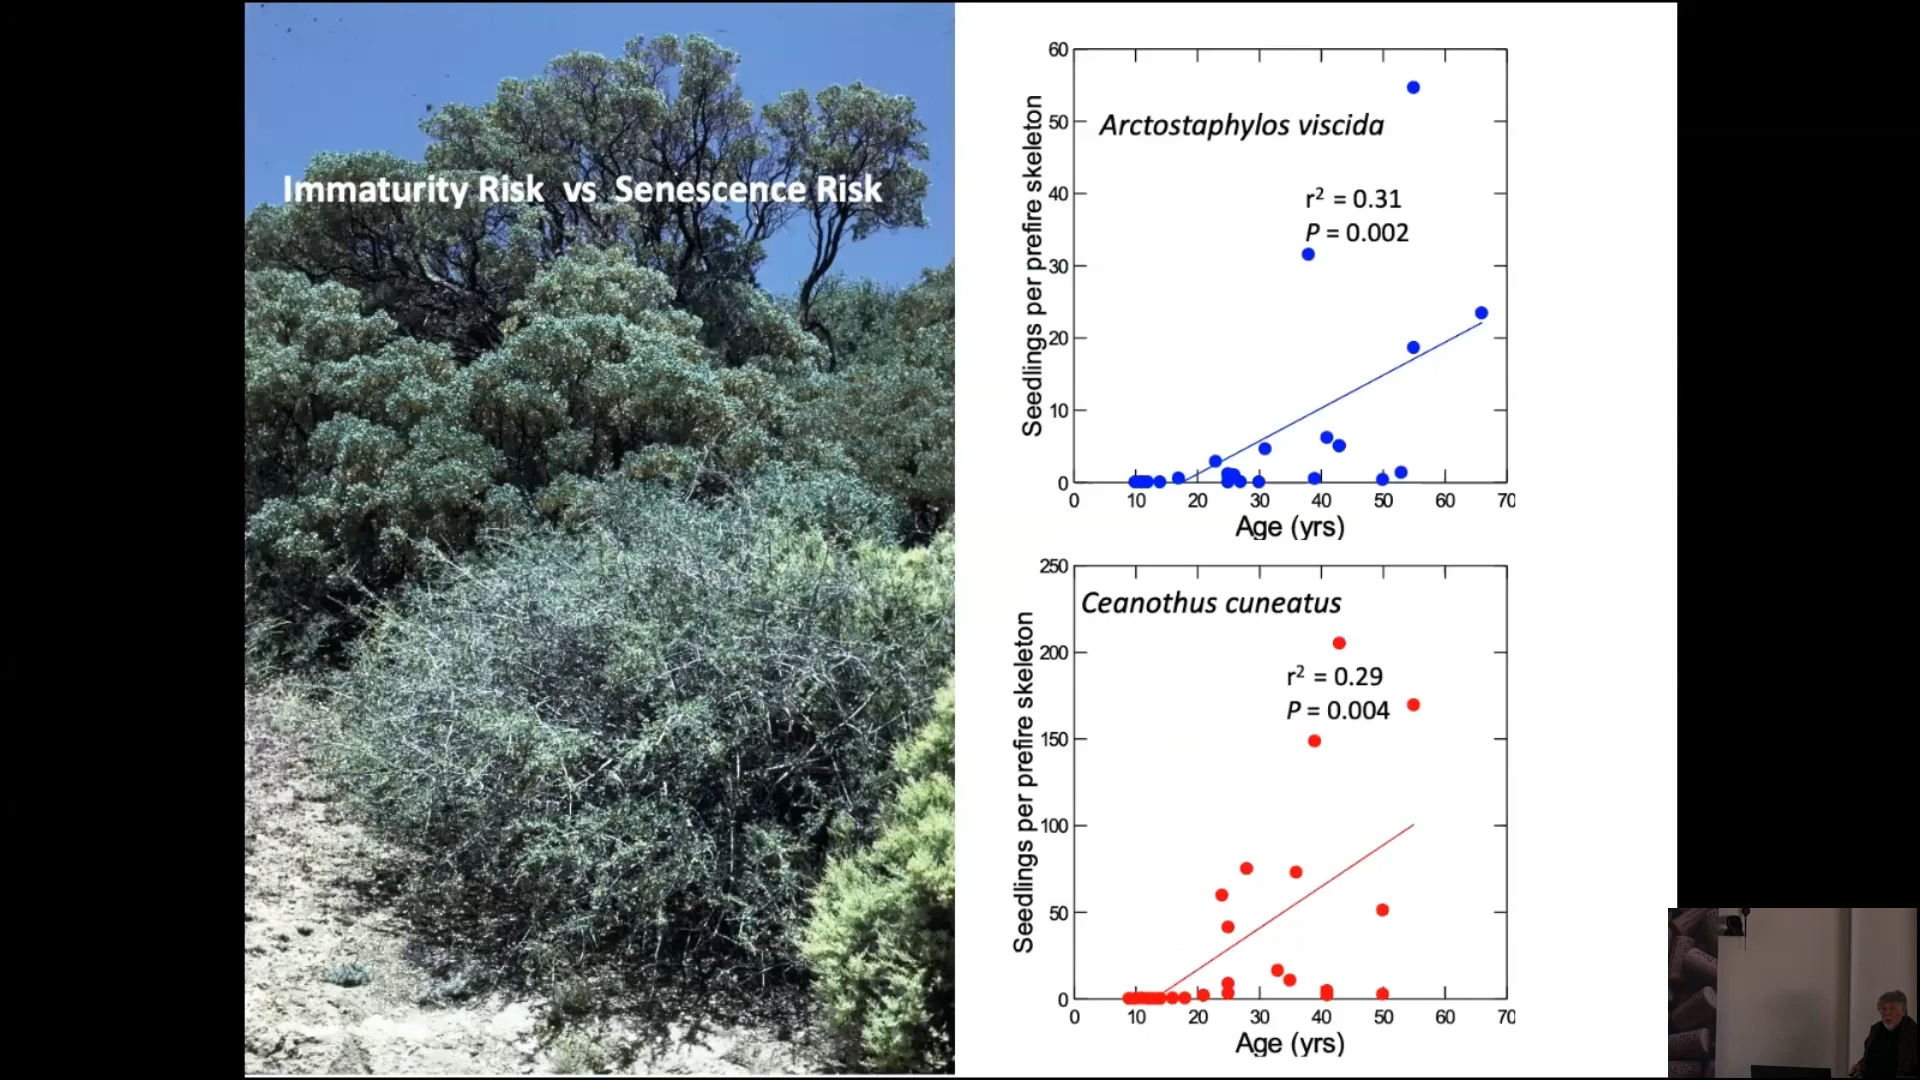 Immaturity Risk vs Senescence Risk
60
50
40
30
20
10
0
Seedlings per prefire skeleton
Arctostaphylos viscida
r² = 0.31
P = 0.002
0 10 20 30 40 50 60 70
Age (yrs)
250
200
150
100
50
0
Seedlings per prefire skeleton
Ceanothus cuneatus
r² = 0.29
P = 0.004
0 10 20 30 40 50 60 70
Age (yrs)